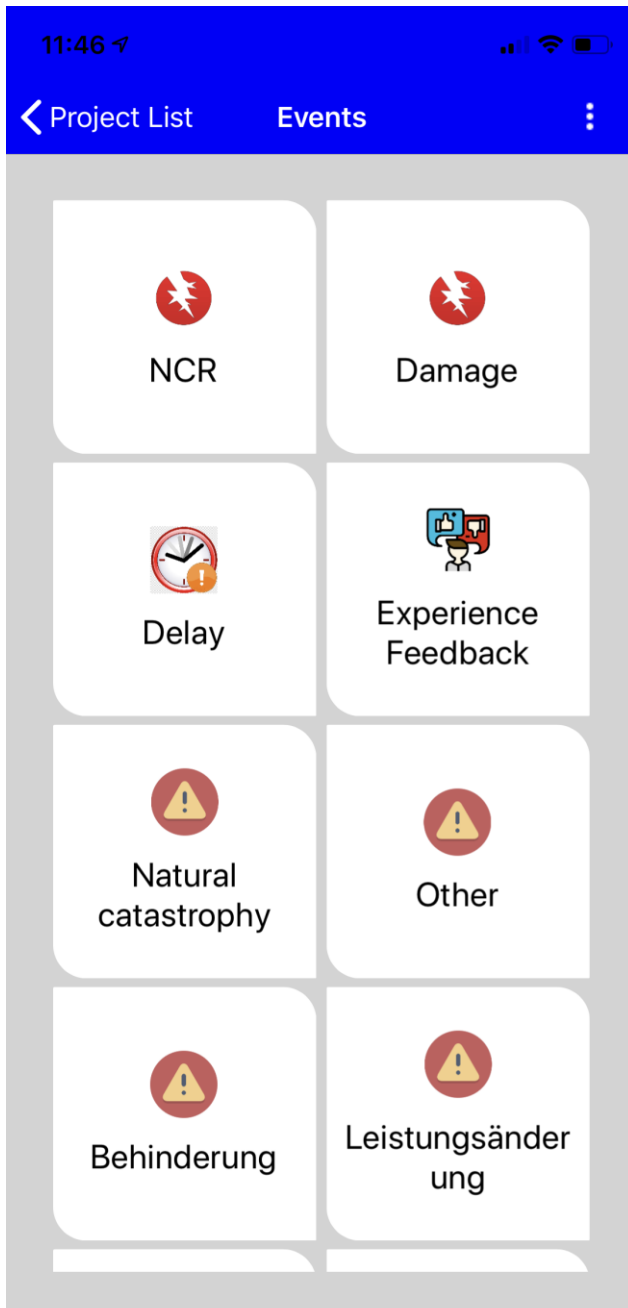 11:46
Project List
Events
NCR
Damage
Delay
Experience
Feedback
Natural
catastrophy
Other
Behinderung
Leistungsänder
ung